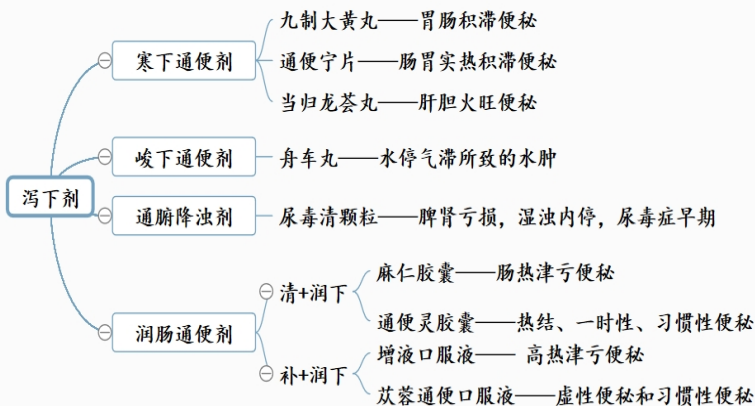 泻下剂
寒下通便剂
九制大黄丸——胃肠积滞便秘
通便宁片——肠胃实热积滞便秘
当归龙荟丸——肝胆火旺便秘
峻下通便剂
舟车丸——水停气滞所致的水肿
通腑降浊剂
尿毒清颗粒——脾肾亏损，湿浊内停，尿毒症早期
润肠通便剂
清+润下
麻仁胶囊——肠热津亏便秘
通便灵胶囊——热结、一时性、习惯性便秘
补+润下
增液口服液—— 高热津亏便秘
苁蓉通便口服液——虚性便秘和习惯性便秘